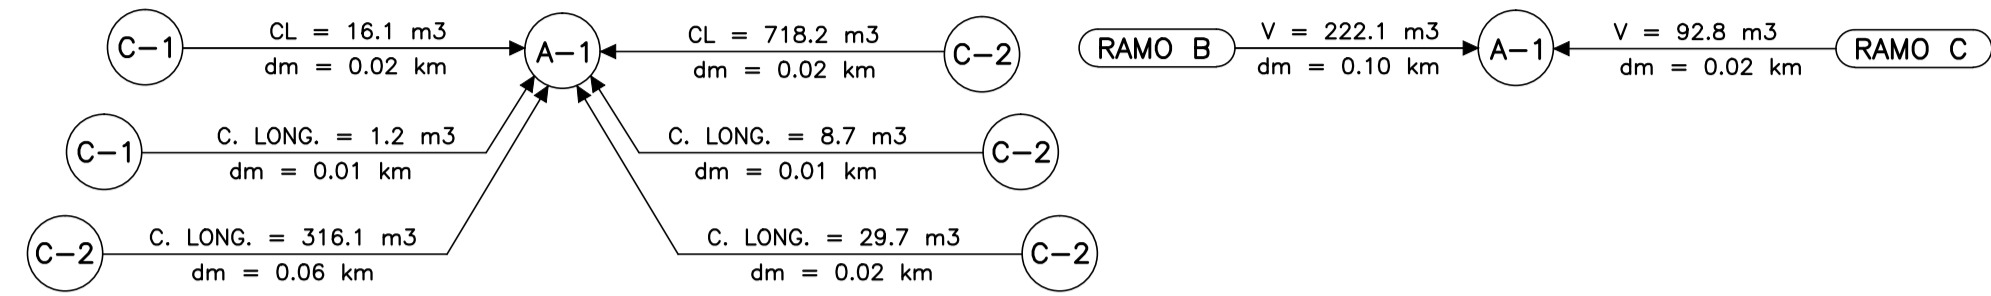 C-1
CL = 16.1 m3
dm = 0.02 km
A-1
CL = 718.2 m3
dm = 0.02 km
C-2
RAMO B
V = 222.1 m3
dm = 0.10 km
A-1
V = 92.8 m3
dm = 0.02 km
RAMO C
C-1
C. LONG. = 1.2 m3
dm = 0.01 km
C. LONG. = 8.7 m3
dm = 0.01 km
C-2
C-2
C. LONG. = 316.1 m3
dm = 0.06 km
C. LONG. = 29.7 m3
dm = 0.02 km
C-2